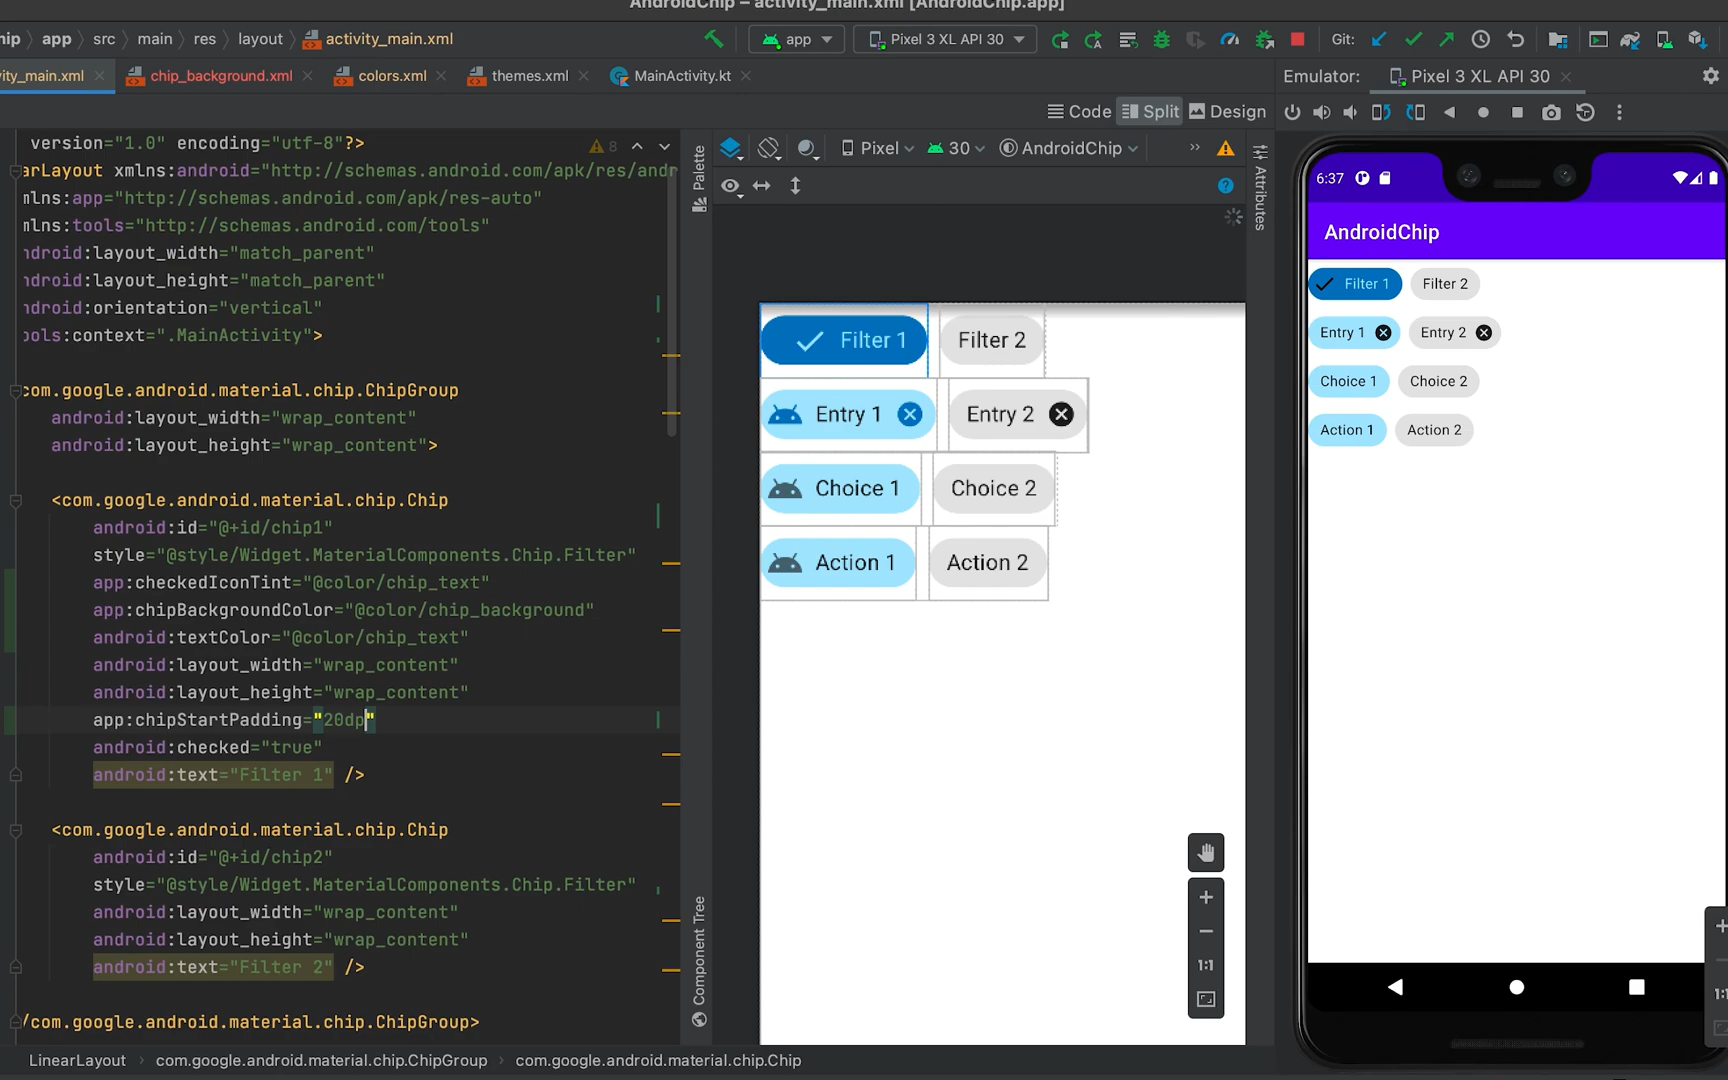 AndroidChip – activity_main.xml [AndroidChip.app]
hip app src main res layout activity_main.xml
app Pixel 3 XL API 30 Git:
ity_main.xml chip_background.xml colors.xml themes.xml MainActivity.kt
Emulator: Pixel 3 XL API 30
Code Split Design
version="1.0" encoding="utf-8"?>
8
arLayout xmlns:android="http://schemas.android.com/apk/res/andr
mlns:app="http://schemas.android.com/apk/res-auto"
mlns:tools="http://schemas.android.com/tools"
ndroid:layout_width="match_parent"
ndroid:layout_height="match_parent"
ndroid:orientation="vertical"
ools:context=".MainActivity">
com.google.android.material.chip.ChipGroup
android:layout_width="wrap_content"
android:layout_height="wrap_content">
<com.google.android.material.chip.Chip
android:id="@+id/chip1"
style="@style/Widget.MaterialComponents.Chip.Filter"
app:checkedIconTint="@color/chip_text"
app:chipBackgroundColor="@color/chip_background"
android:textColor="@color/chip_text"
android:layout_width="wrap_content"
android:layout_height="wrap_content"
app:chipStartPadding="20dp"
android:checked="true"
android:text="Filter 1" />
<com.google.android.material.chip.Chip
android:id="@+id/chip2"
style="@style/Widget.MaterialComponents.Chip.Filter"
android:layout_width="wrap_content"
android:layout_height="wrap_content"
android:text="Filter 2" />
/com.google.android.material.chip.ChipGroup>
LinearLayout com.google.android.material.chip.ChipGroup com.google.android.material.chip.Chip
Palette
Component Tree
Pixel 30 AndroidChip
Attributes
Filter 1 Filter 2
Entry 1 Entry 2
Choice 1 Choice 2
Action 1 Action 2
1:1
6:37
AndroidChip
Filter 1 Filter 2
Entry 1 Entry 2
Choice 1 Choice 2
Action 1 Action 2
1:1